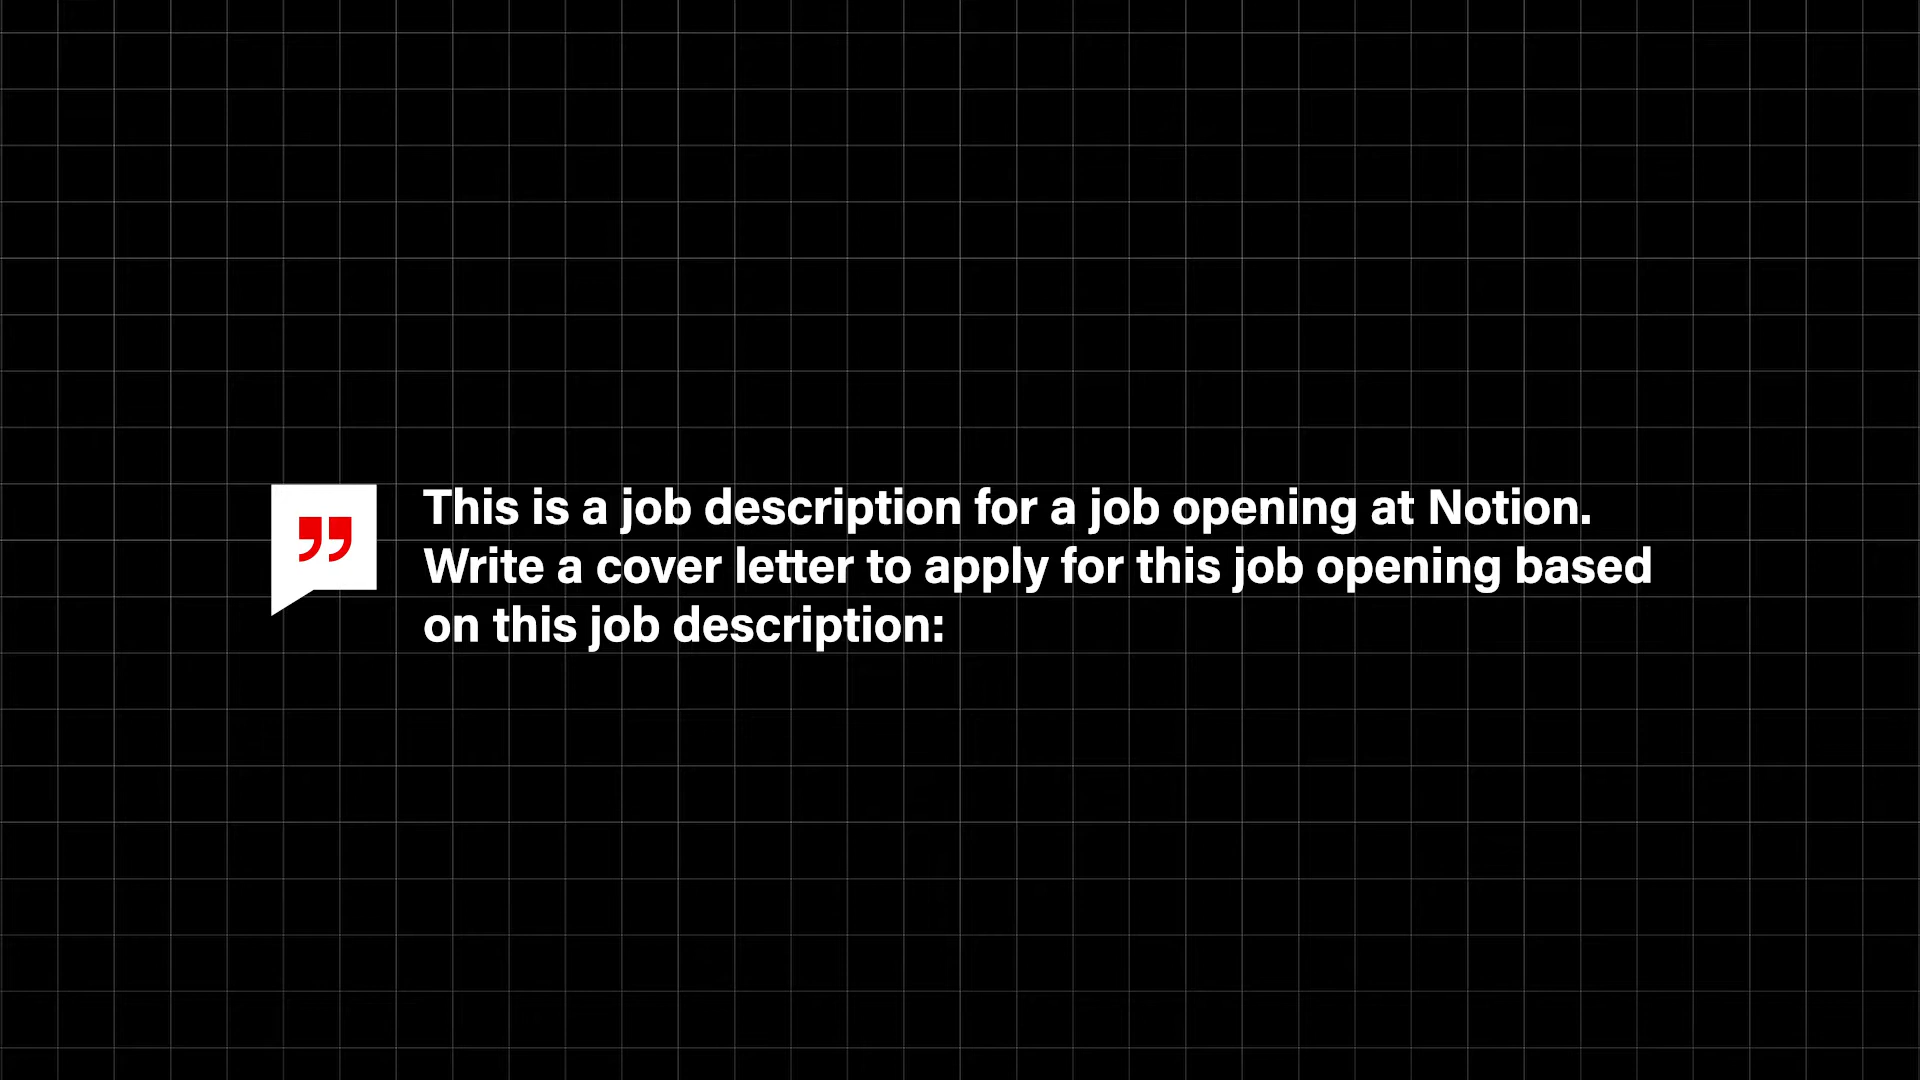 This is a job description for a job opening at Notion.
Write a cover letter to apply for this job opening based
on this job description: